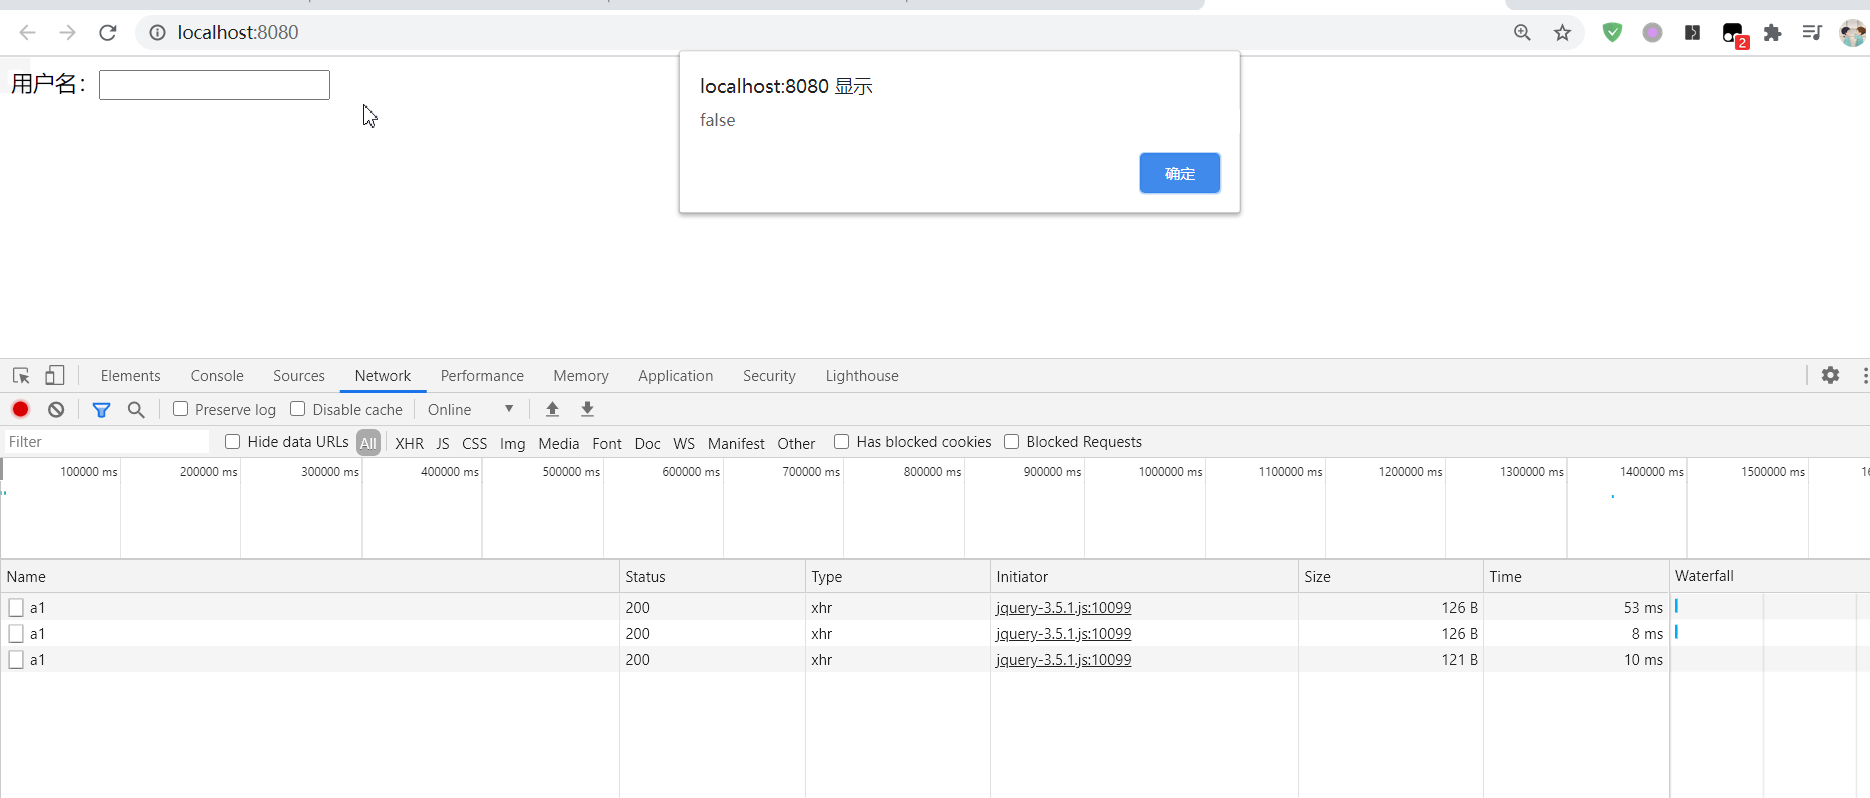 localhost:8080
2
用户名：
localhost:8080 显示
false
确定
Elements Console Sources Network Performance Memory Application Security Lighthouse
Preserve log Disable cache Online
Filter Hide data URLs All XHR JS CSS Img Media Font Doc WS Manifest Other Has blocked cookies Blocked Requests
100000 ms 200000 ms 300000 ms 400000 ms 500000 ms 600000 ms 700000 ms 800000 ms 900000 ms 1000000 ms 1100000 ms 1200000 ms 1300000 ms 1400000 ms 1500000 ms
Name Status Type Initiator Size Time Waterfall
a1 200 xhr jquery-3.5.1.js:10099 126 B 53 ms
a1 200 xhr jquery-3.5.1.js:10099 126 B 8 ms
a1 200 xhr jquery-3.5.1.js:10099 121 B 10 ms